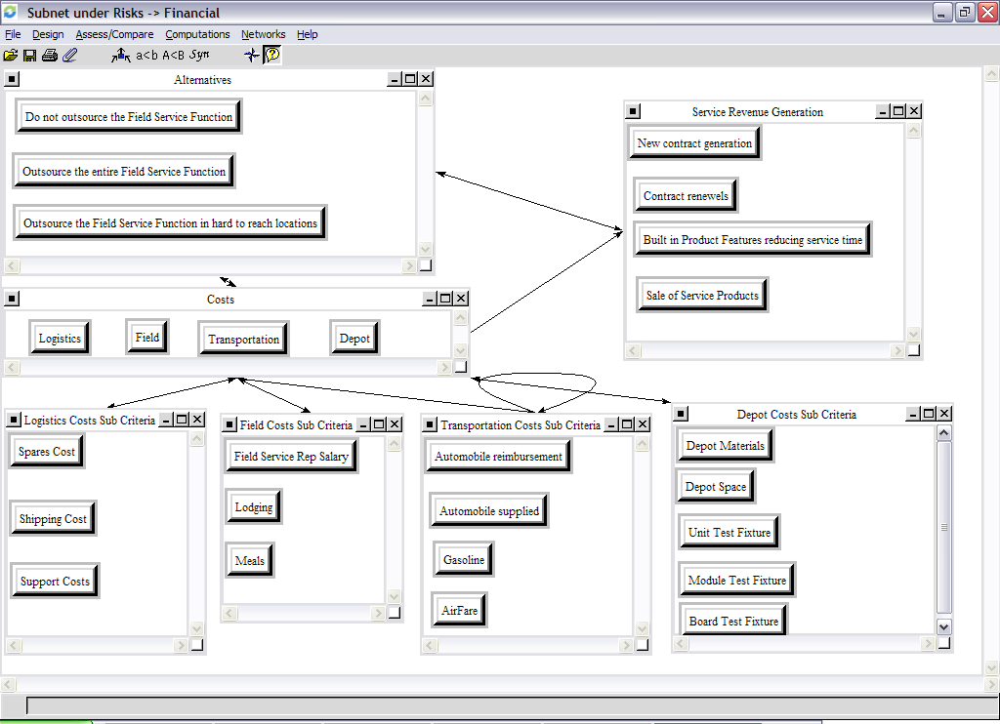 Subnet under Risks -> Financial
File Design Assess/Compare Computations Networks Help
a<b A<B Syn
Alternatives
Do not outsource the Field Service Function
Outsource the entire Field Service Function
Outsource the Field Service Function in hard to reach locations
Service Revenue Generation
New contract generation
Contract renewels
Built in Product Features reducing service time
Sale of Service Products
Costs
Logistics
Field
Transportation
Depot
Logistics Costs Sub Criteria
Spares Cost
Shipping Cost
Support Costs
Field Costs Sub Criteria
Field Service Rep Salary
Lodging
Meals
Transportation Costs Sub Criteria
Automobile reimbursement
Automobile supplied
Gasoline
AirFare
Depot Costs Sub Criteria
Depot Materials
Depot Space
Unit Test Fixture
Module Test Fixture
Board Test Fixture